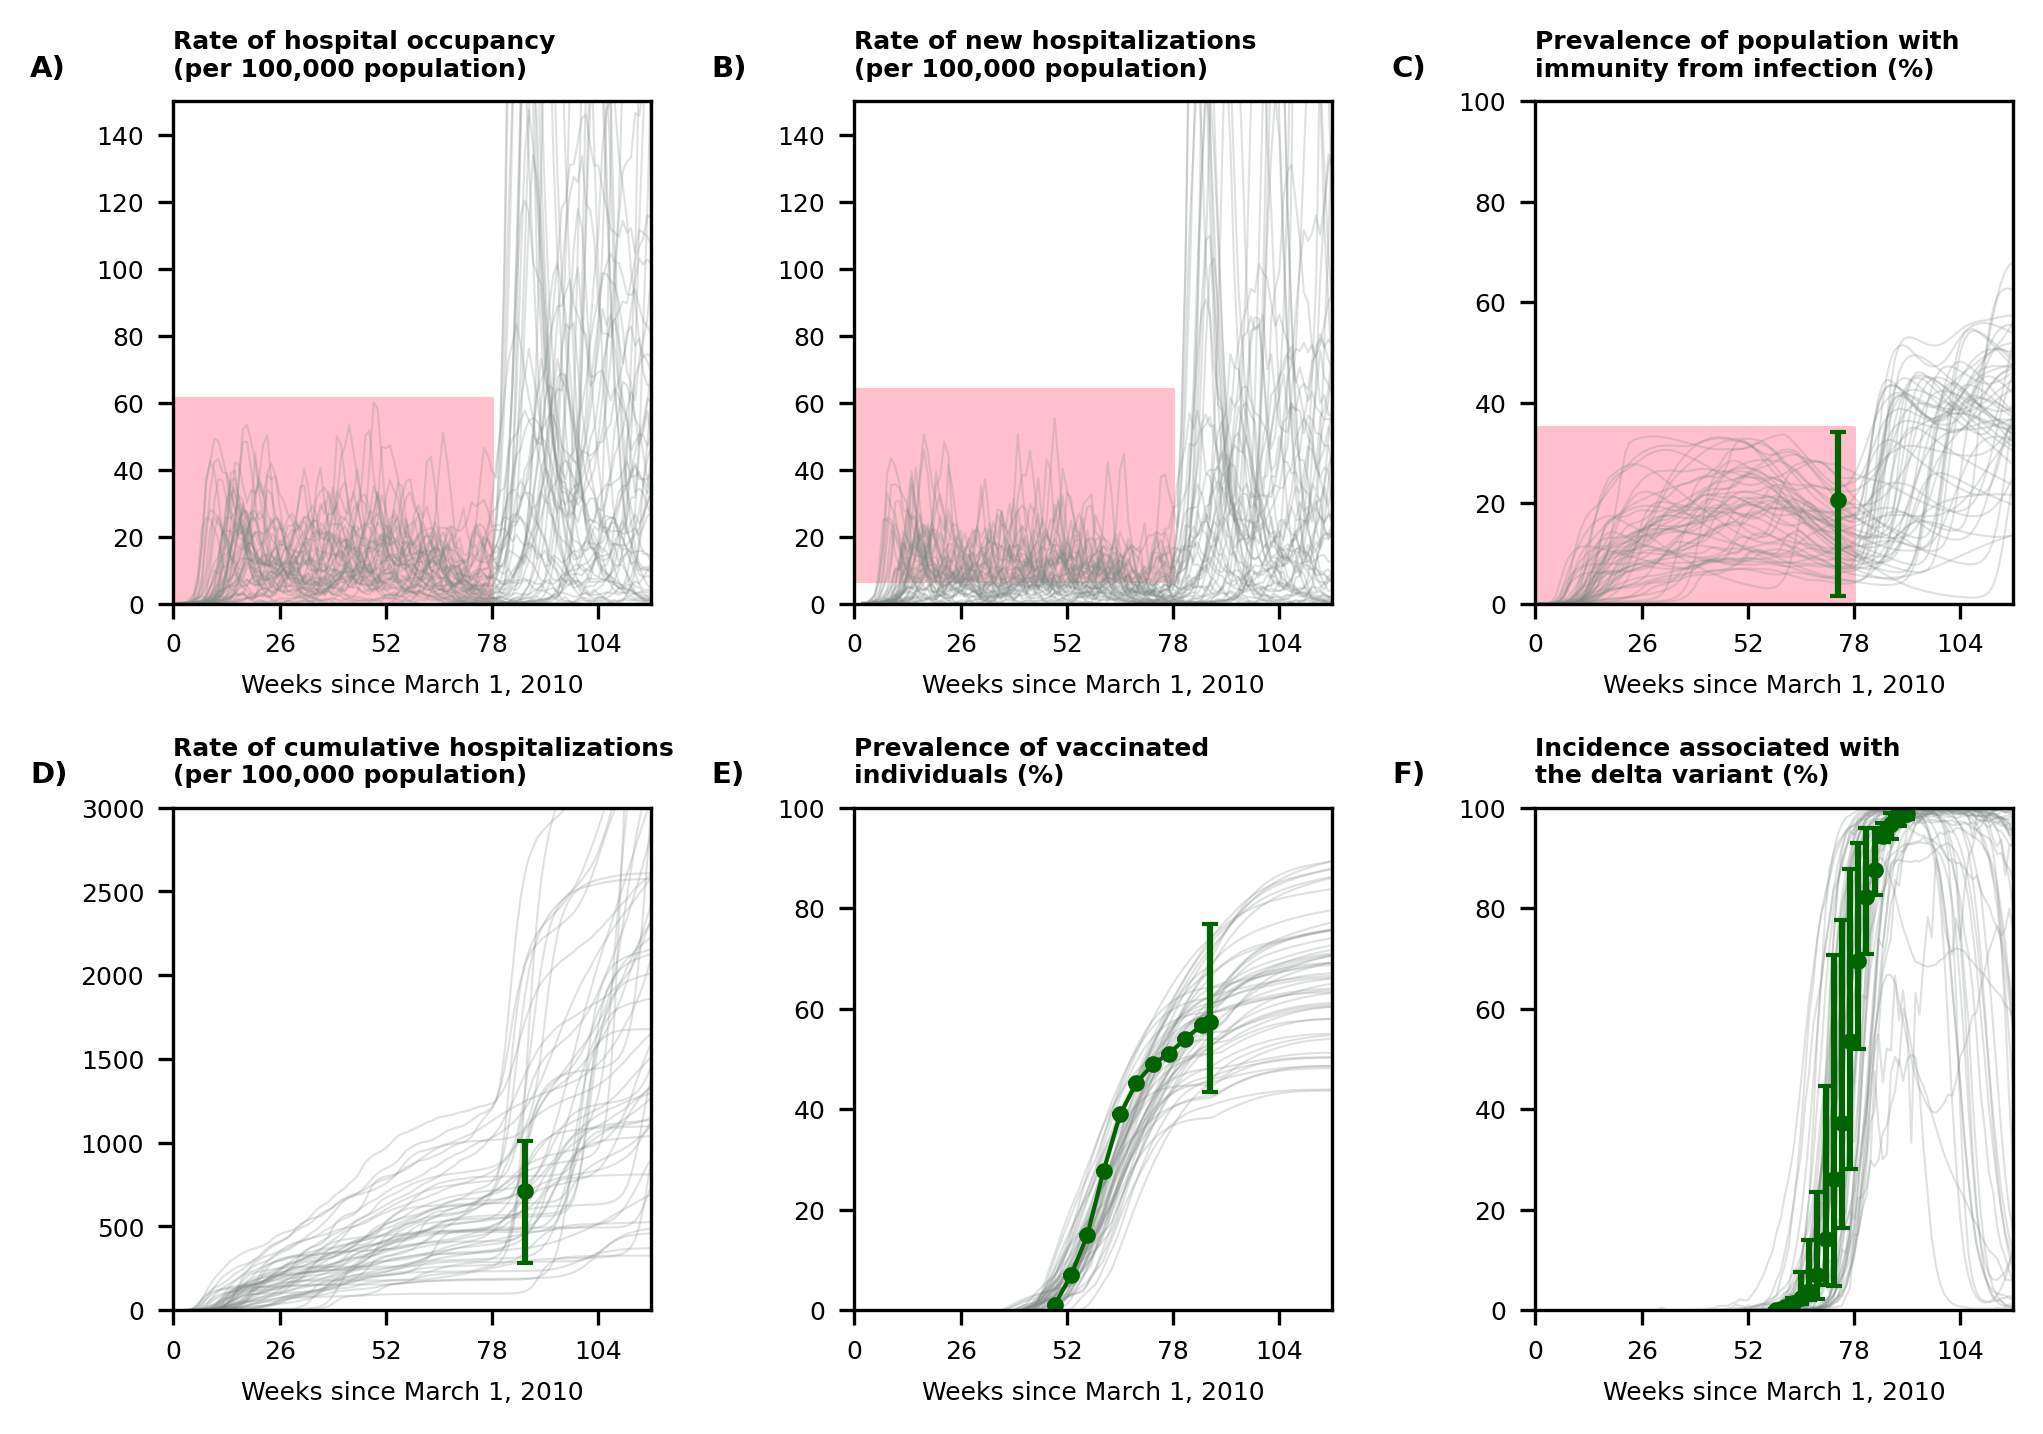 A)
Rate of hospital occupancy
(per 100,000 population)
140
120
100
80
60
40
20
0
0 26 52 78 104
Weeks since March 1, 2010
B)
Rate of new hospitalizations
(per 100,000 population)
140
120
100
80
60
40
20
0
0 26 52 78 104
Weeks since March 1, 2010
C)
Prevalence of population with
immunity from infection (%)
100
80
60
40
20
0
0 26 52 78 104
Weeks since March 1, 2010
D)
Rate of cumulative hospitalizations
(per 100,000 population)
3000
2500
2000
1500
1000
500
0
0 26 52 78 104
Weeks since March 1, 2010
E)
Prevalence of vaccinated
individuals (%)
100
80
60
40
20
0
0 26 52 78 104
Weeks since March 1, 2010
F)
Incidence associated with
the delta variant (%)
100
80
60
40
20
0
0 26 52 78 104
Weeks since March 1, 2010